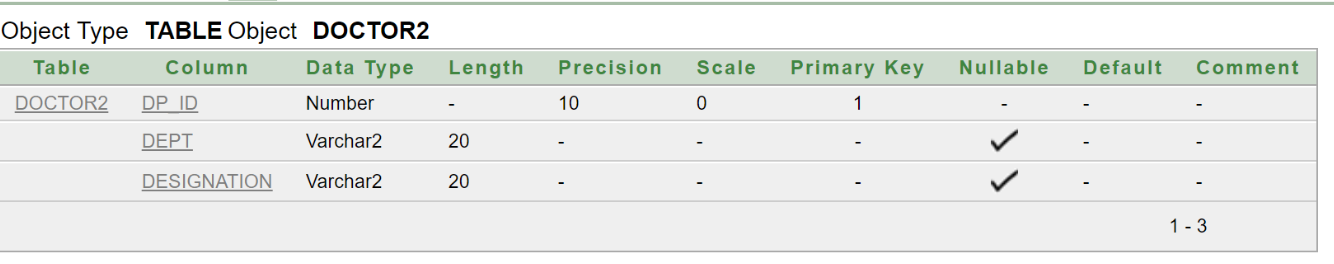 Object Type TABLE Object DOCTOR2
Table Column Data Type Length Precision Scale Primary Key Nullable Default Comment
DOCTOR2 DP_ID Number - 10 0 1 - - -
DEPT Varchar2 20 - - - ✓ - -
DESIGNATION Varchar2 20 - - - ✓ - -
1 - 3